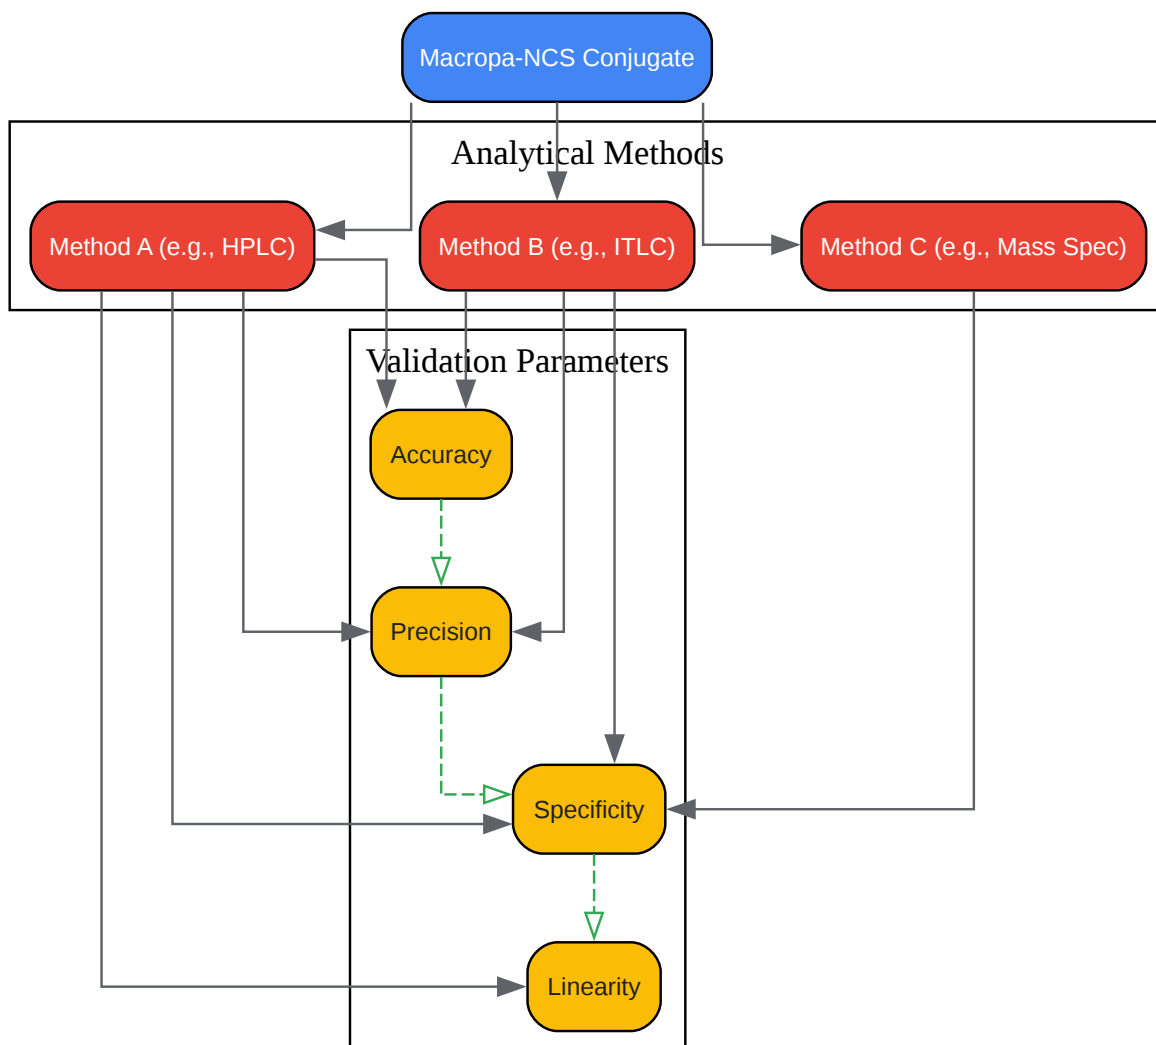 Macropa-NCS Conjugate
Analytical Methods
Method A (e.g., HPLC)
Method B (e.g., ITLC)
Method C (e.g., Mass Spec)
Validation Parameters
Accuracy
Precision
Specificity
Linearity